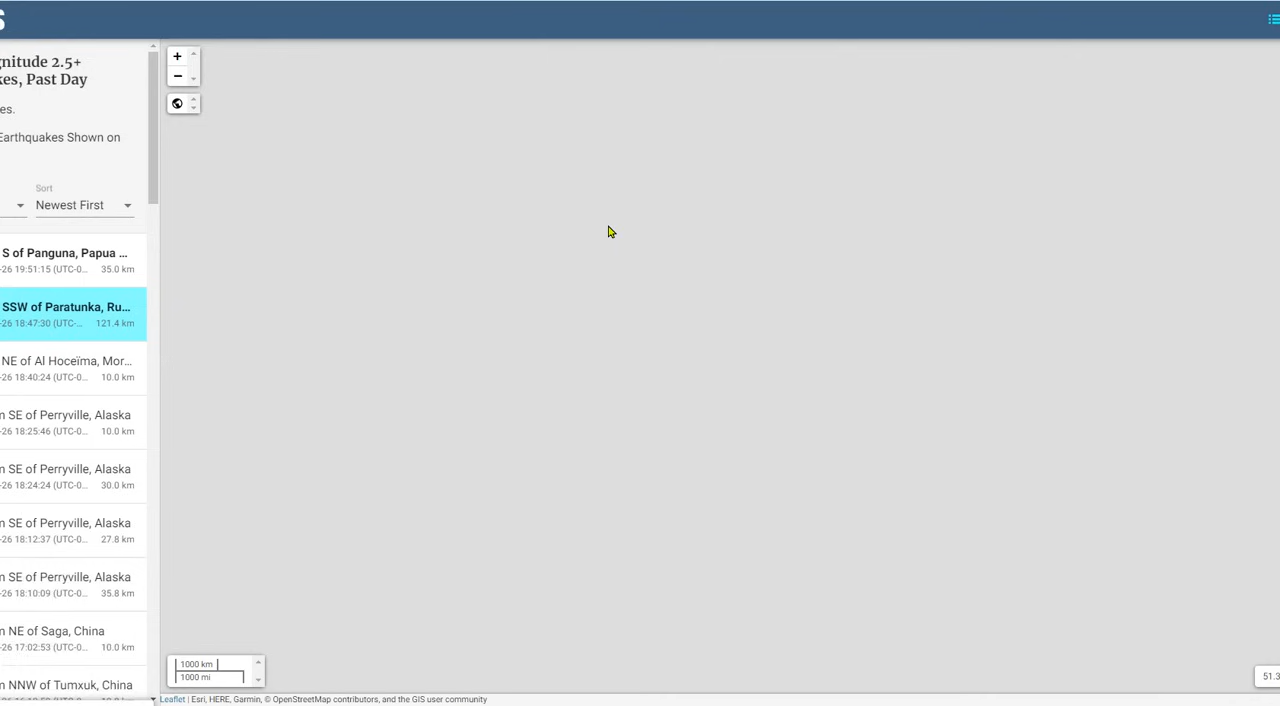 S
gnitude 2.5+
kes, Past Day
es.
Earthquakes Shown on
Sort
Newest First
S of Panguna, Papua ...
-26 19:51:15 (UTC-0... 35.0 km
SSW of Paratunka, Ru...
-26 18:47:30 (UTC-... 121.4 km
NE of Al Hoceïma, Mor...
-26 18:40:24 (UTC-0... 10.0 km
m SE of Perryville, Alaska
-26 18:25:46 (UTC-0... 10.0 km
m SE of Perryville, Alaska
-26 18:24:24 (UTC-0... 30.0 km
m SE of Perryville, Alaska
-26 18:12:37 (UTC-0... 27.8 km
m SE of Perryville, Alaska
-26 18:10:09 (UTC-0... 35.8 km
m NE of Saga, China
-26 17:02:53 (UTC-0... 10.0 km
m NNW of Tumxuk, China
+
−
1000 km
1000 mi
51.3
Leaflet | Esri, HERE, Garmin, © OpenStreetMap contributors, and the GIS user community